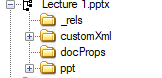 Lecture 1.pptx
_rels
customXml
docProps
ppt